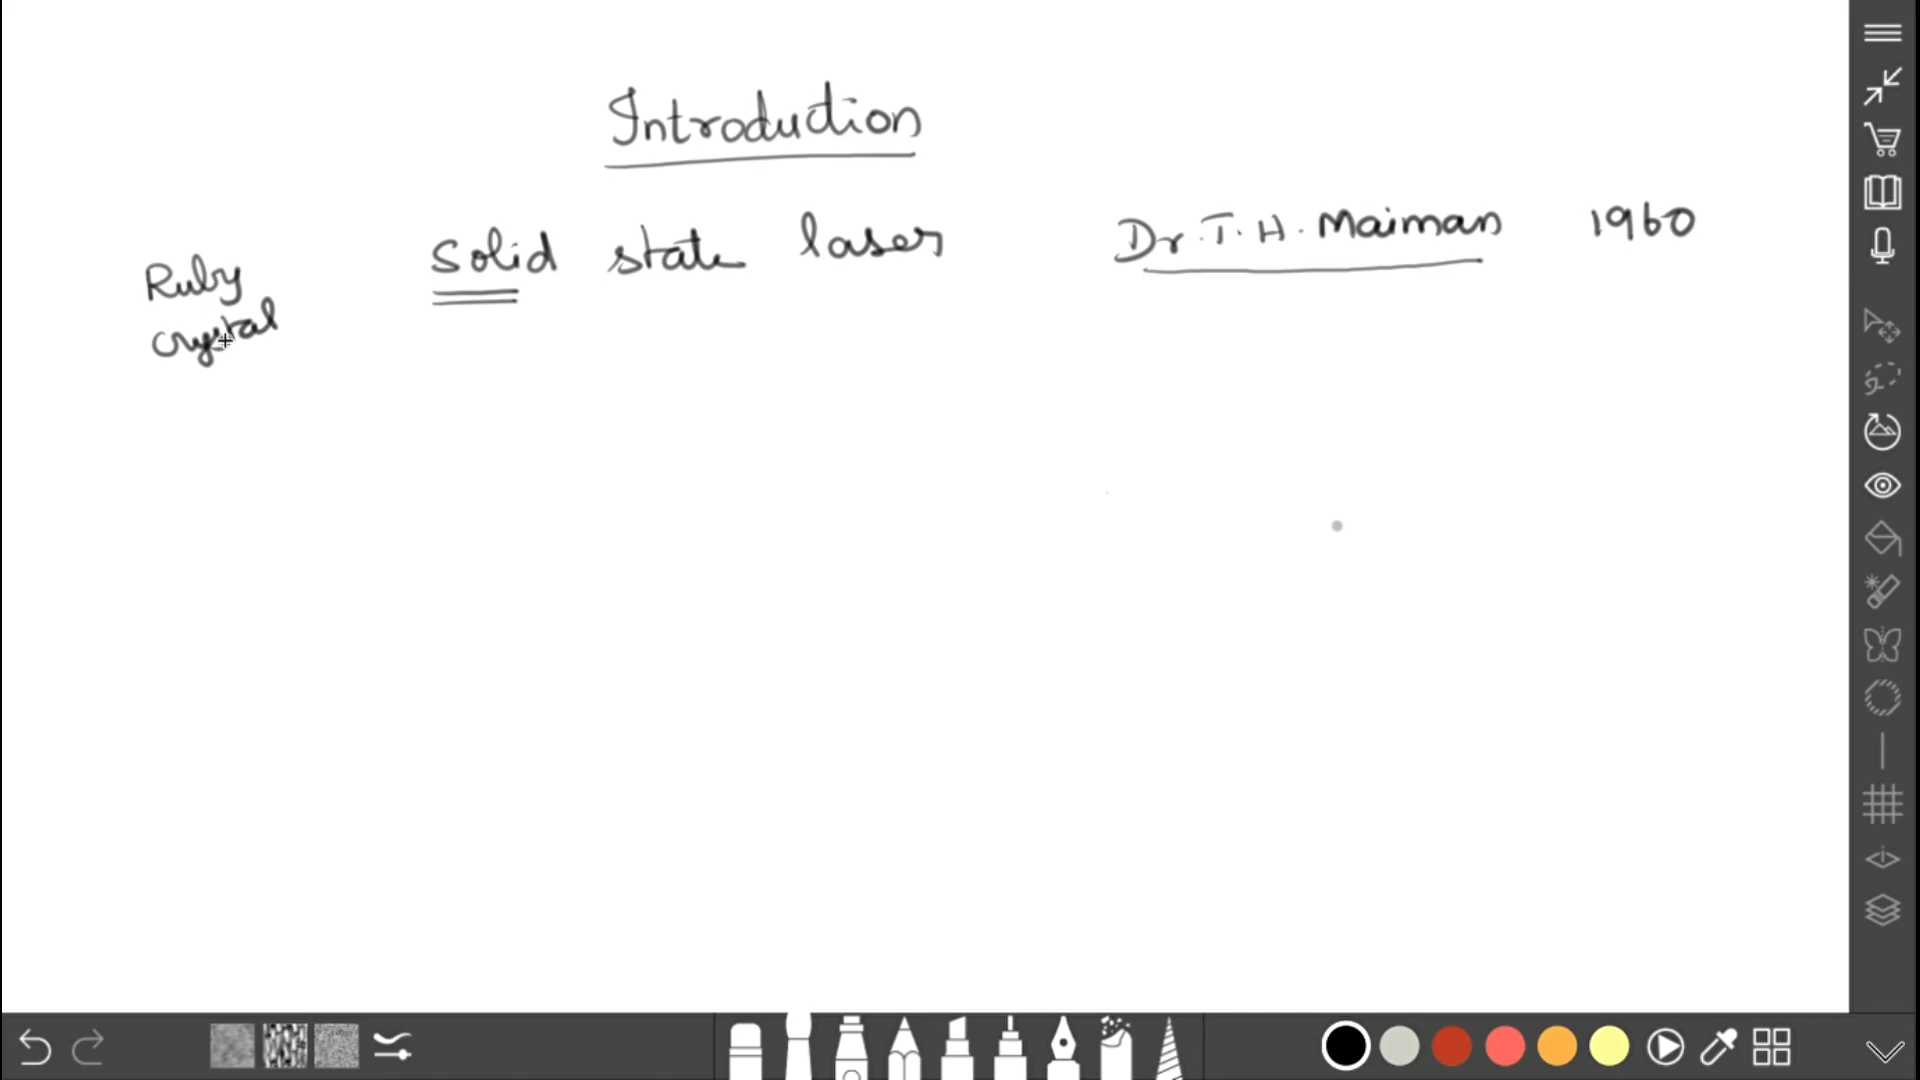 Introduction
Solid state laser Dr. T. H. Maiman 1960
Ruby
crystal